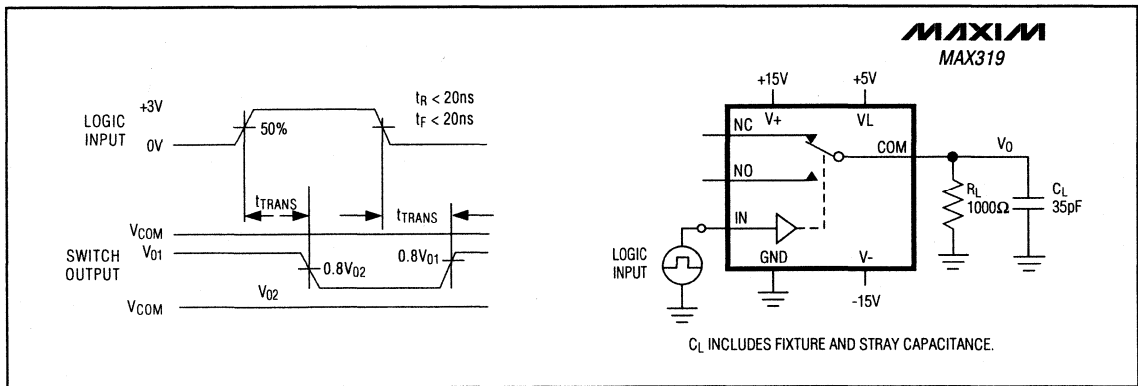 MAXIM
MAX319
+3V
LOGIC INPUT
0V
50%
tR < 20ns
tF < 20ns
tTRANS
tTRANS
VCOM
SWITCH OUTPUT
V01
0.8V02
0.8V01
V02
VCOM
+15V
+5V
V+
VL
NC
COM
VO
NO
RL
1000Ω
CL
35pF
IN
LOGIC INPUT
GND
V-
-15V
CL INCLUDES FIXTURE AND STRAY CAPACITANCE.